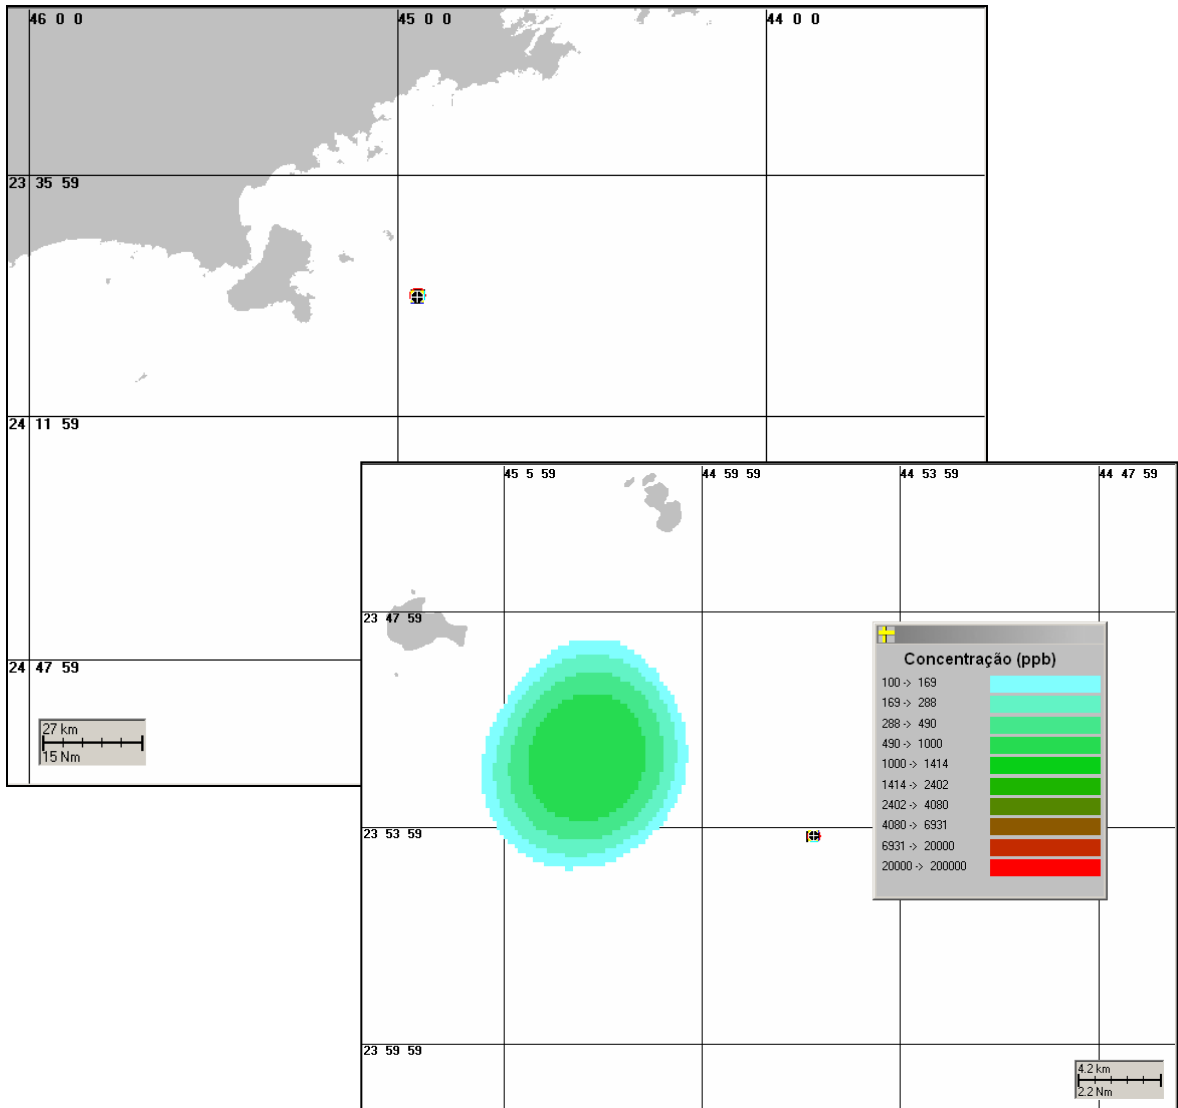 46 0 0
45 0 0
44 0 0
23 35 59
24 11 59
24 47 59
27 km
15 Nm
45 5 59
44 59 59
44 53 59
44 47 59
23 47 59
23 53 59
23 59 59
Concentração (ppb)
100 -> 169
169 -> 288
288 -> 490
490 -> 1000
1000 -> 1414
1414 -> 2402
2402 -> 4080
4080 -> 6931
6931 -> 20000
20000 -> 200000
4.2 km
2.2 Nm